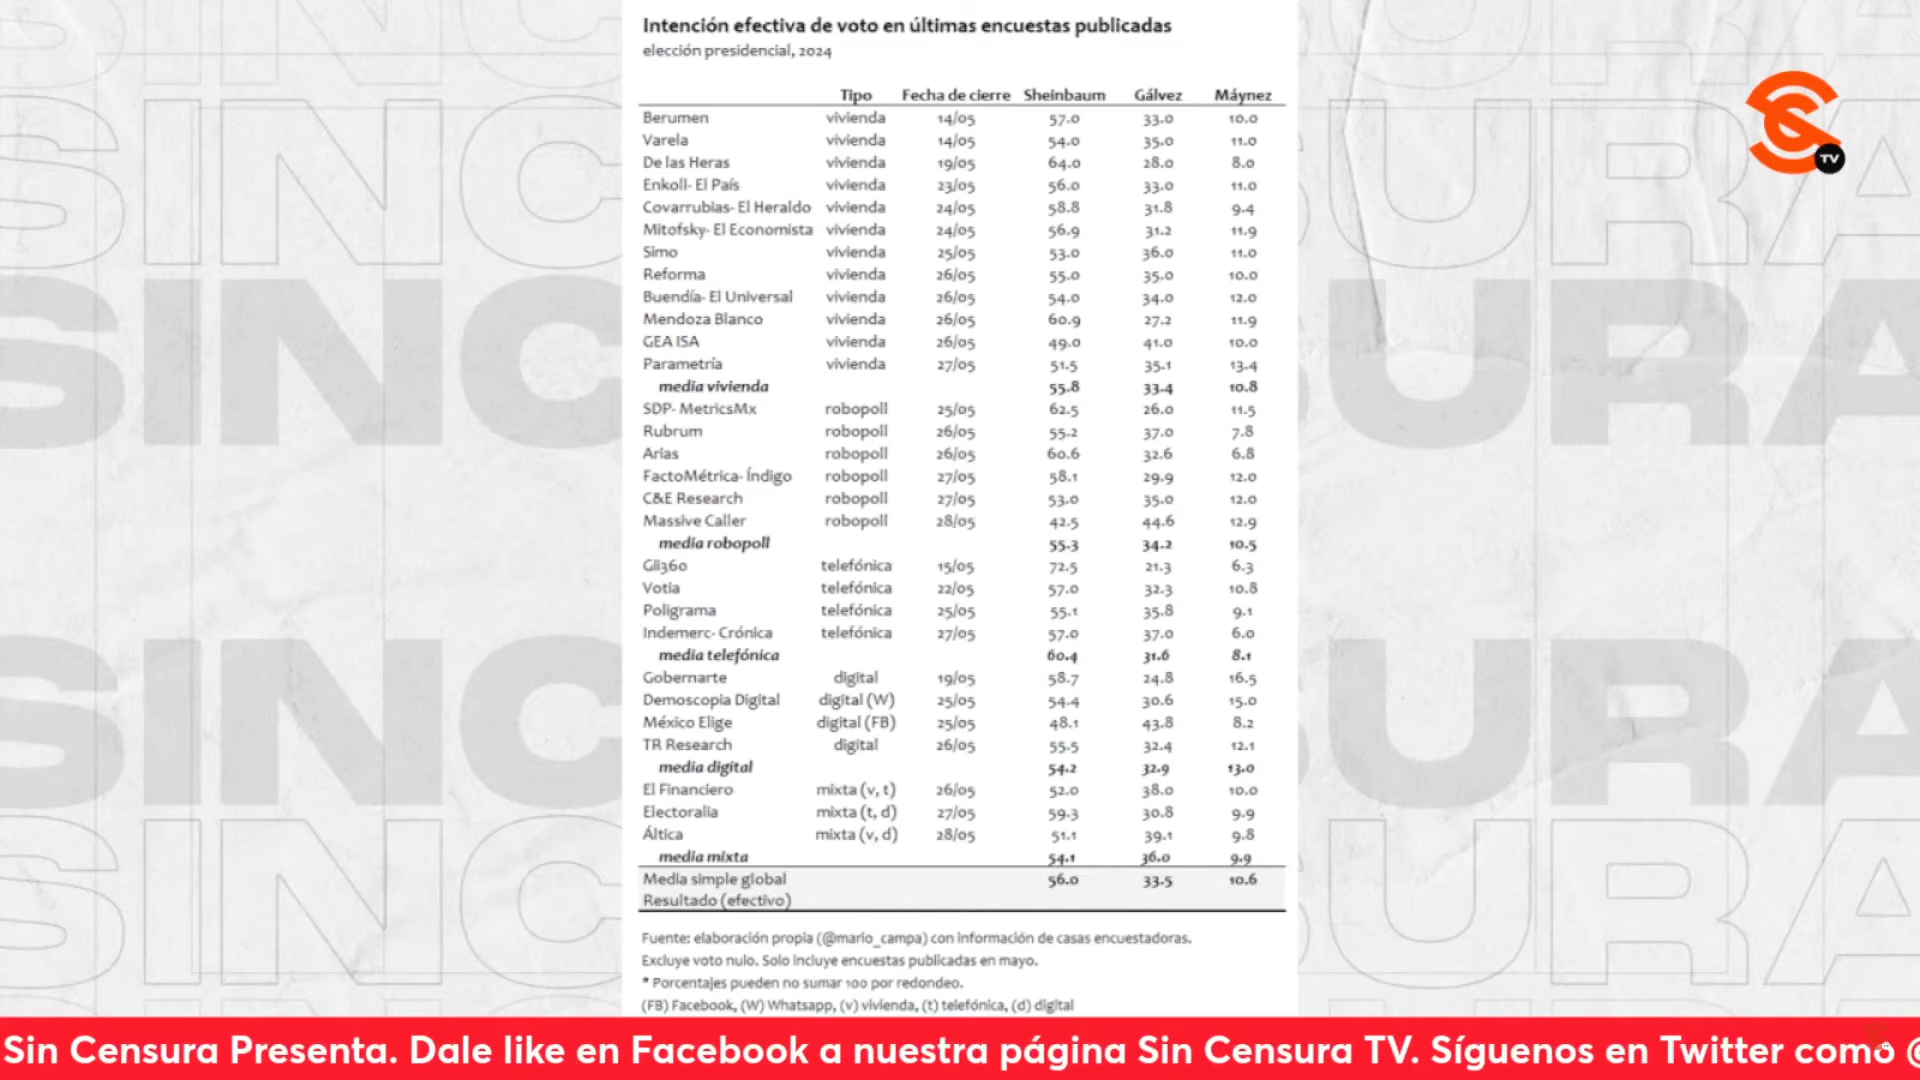 Intención efectiva de voto en últimas encuestas publicadas
elección presidencial, 2024
Tipo Fecha de cierre Sheinbaum Gálvez Máynez
Berumen vivienda 14/05 57.0 33.0 10.0
Varela vivienda 14/05 54.0 35.0 11.0
De las Heras vivienda 19/05 64.0 28.0 8.0
Enkoll- El País vivienda 23/05 56.0 33.0 11.0
Covarrubias- El Heraldo vivienda 24/05 58.8 31.8 9.4
Mitofsky- El Economista vivienda 24/05 56.9 31.2 11.9
Simo vivienda 25/05 53.0 36.0 11.0
Reforma vivienda 26/05 55.0 35.0 10.0
Buendía- El Universal vivienda 26/05 54.0 34.0 12.0
Mendoza Blanco vivienda 26/05 60.9 27.2 11.9
GEA ISA vivienda 26/05 49.0 41.0 10.0
Parametría vivienda 27/05 51.5 35.1 13.4
media vivienda 55.8 33.4 10.8
SDP- MetricsMx robopoll 25/05 62.5 26.0 11.5
Rubrum robopoll 26/05 55.2 37.0 7.8
Arias robopoll 26/05 60.6 32.6 6.8
FactoMétrica- Índigo robopoll 27/05 58.1 29.9 12.0
C&E Research robopoll 27/05 53.0 35.0 12.0
Massive Caller robopoll 28/05 42.5 44.6 12.9
media robopoll 55.3 34.2 10.5
Gii360 telefónica 15/05 72.5 21.3 6.3
Votia telefónica 22/05 57.0 32.3 10.8
Poligrama telefónica 25/05 55.1 35.8 9.1
Indemerc- Crónica telefónica 27/05 57.0 37.0 6.0
media telefónica 60.4 31.6 8.1
Gobernarte digital 19/05 58.7 24.8 16.5
Demoscopia Digital digital (W) 25/05 54.4 30.6 15.0
México Elige digital (FB) 25/05 48.1 43.8 8.2
TR Research digital 26/05 55.5 32.4 12.1
media digital 54.2 32.9 13.0
El Financiero mixta (v, t) 26/05 52.0 38.0 10.0
Electoralia mixta (t, d) 27/05 59.3 30.8 9.9
Áltica mixta (v, d) 28/05 51.1 39.1 9.8
media mixta 54.1 36.0 9.9
Media simple global 56.0 33.5 10.6
Resultado (efectivo)
Fuente: elaboración propia (@mario_campa) con información de casas encuestadoras.
Excluye voto nulo. Solo incluye encuestas publicadas en mayo.
* Porcentajes pueden no sumar 100 por redondeo.
(FB) Facebook, (W) Whatsapp, (v) vivienda, (t) telefónica, (d) digital
TV
SINC
SINC
SINC
SINC
SINC
URA
URA
URA
URA
URA
Sin Censura Presenta. Dale like en Facebook a nuestra página Sin Censura TV. Síguenos en Twitter como @